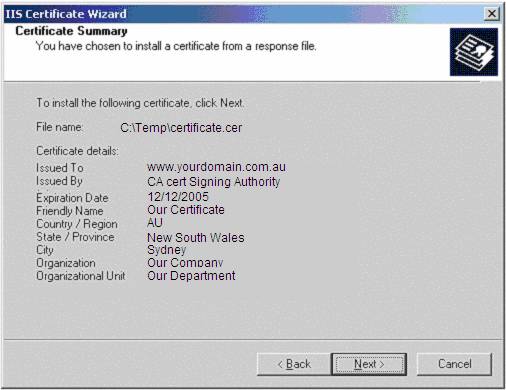 IIS Certificate Wizard
Certificate Summary
You have chosen to install a certificate from a response file.
To install the following certificate, click Next.
File name: C:\Temp\certificate.cer
Certificate details:
Issued To www.yourdomain.com.au
Issued By CA cert Signing Authority
Expiration Date 12/12/2005
Friendly Name Our Certificate
Country / Region AU
State / Province New South Wales
City Sydney
Organization Our Company
Organizational Unit Our Department
< Back Next > Cancel